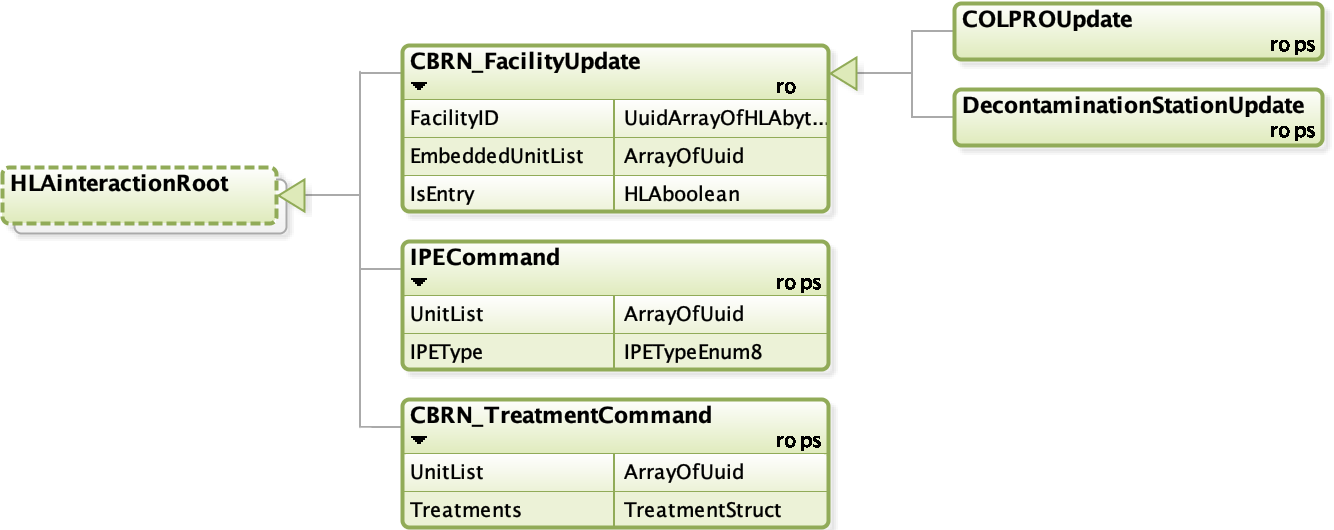 HLAinteractionRoot
CBRN_FacilityUpdate
ro
FacilityID UuidArrayOfHLAbyt...
EmbeddedUnitList ArrayOfUuid
IsEntry HLAboolean
IPECommand
ro ps
UnitList ArrayOfUuid
IPEType IPETypeEnum8
CBRN_TreatmentCommand
ro ps
UnitList ArrayOfUuid
Treatments TreatmentStruct
COLPROUpdate
ro ps
DecontaminationStationUpdate
ro ps